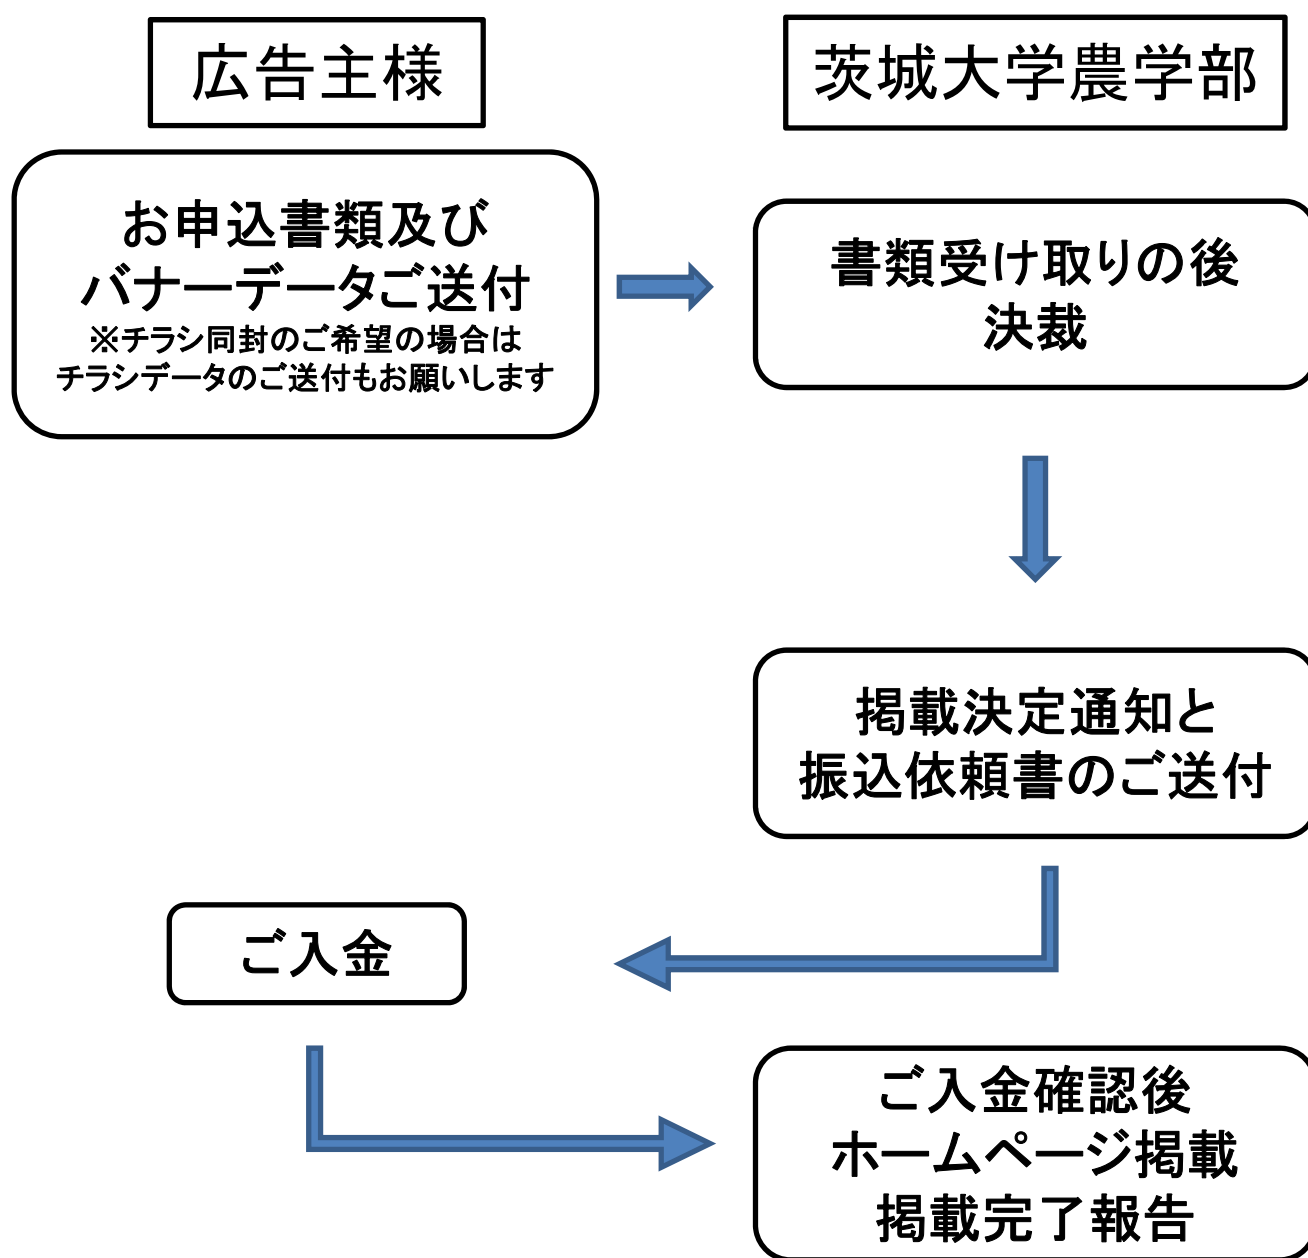 広告主様
茨城大学農学部
お申込書類及び
バナーデータご送付
※チラシ同封のご希望の場合は
チラシデータのご送付もお願いします
書類受け取りの後
決裁
掲載決定通知と
振込依頼書のご送付
ご入金
ご入金確認後
ホームページ掲載
掲載完了報告